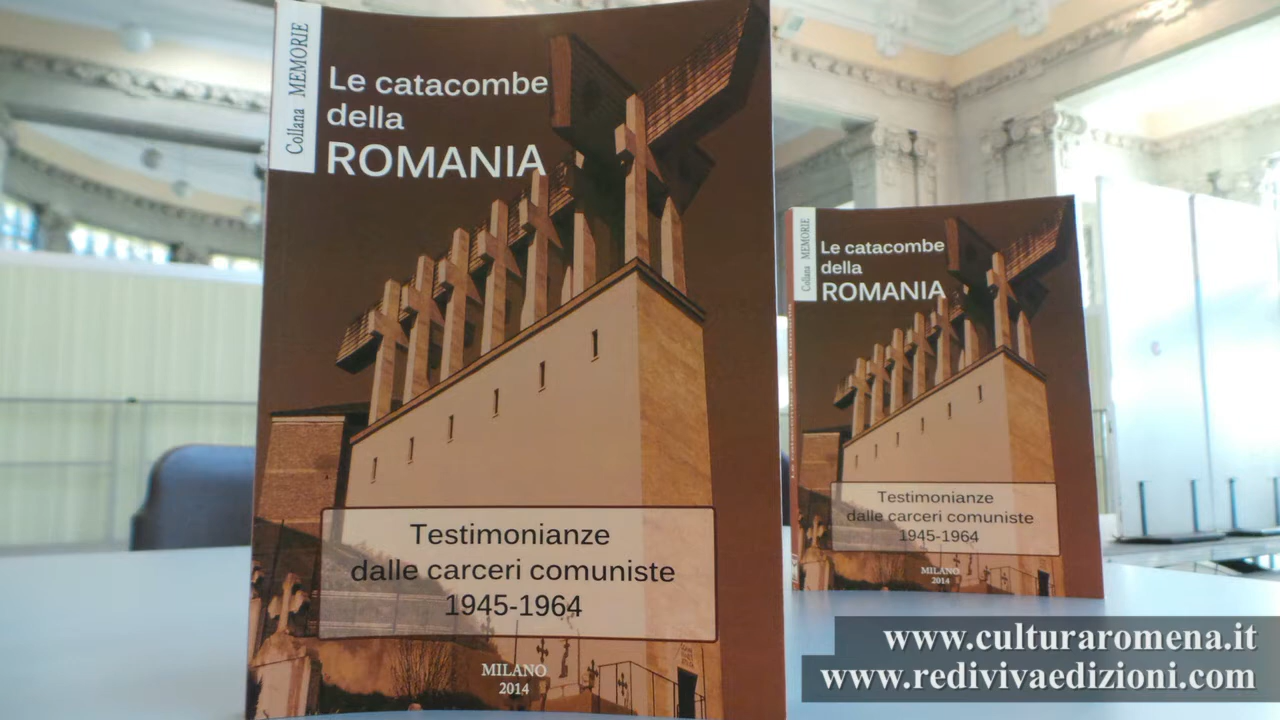 Collana MEMORIE
Le catacombe
della
ROMANIA
Testimonianze
dalle carceri comuniste
1945-1964
MILANO
2014
Collana MEMORIE
Le catacombe
della
ROMANIA
Testimonianze
dalle carceri comuniste
1945-1964
MILANO
2014
www.culturaromena.it
www.redivivaedizioni.com